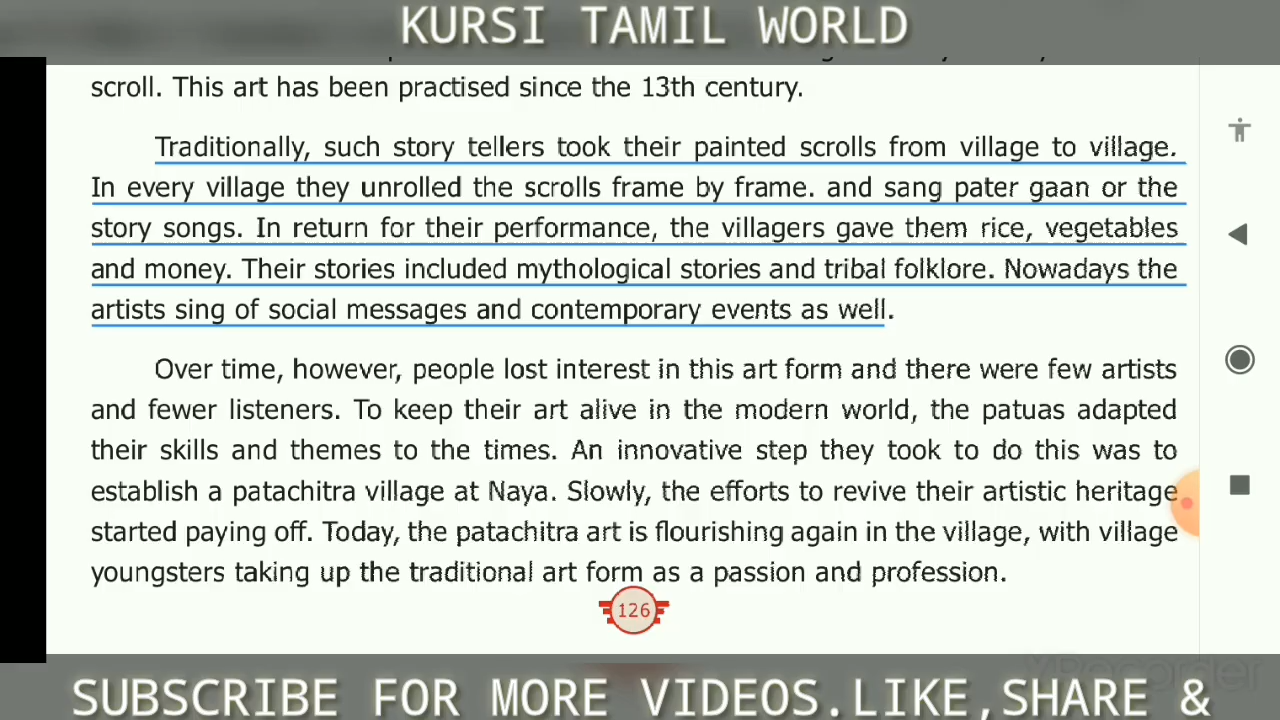 KURSI TAMIL WORLD
scroll. This art has been practised since the 13th century.
Traditionally, such story tellers took their painted scrolls from village to village.
In every village they unrolled the scrolls frame by frame. and sang pater gaan or the
story songs. In return for their performance, the villagers gave them rice, vegetables
and money. Their stories included mythological stories and tribal folklore. Nowadays the
artists sing of social messages and contemporary events as well.
Over time, however, people lost interest in this art form and there were few artists
and fewer listeners. To keep their art alive in the modern world, the patuas adapted
their skills and themes to the times. An innovative step they took to do this was to
establish a patachitra village at Naya. Slowly, the efforts to revive their artistic heritage
started paying off. Today, the patachitra art is flourishing again in the village, with village
youngsters taking up the traditional art form as a passion and profession.
126
XRecorder
SUBSCRIBE FOR MORE VIDEOS.LIKE,SHARE &